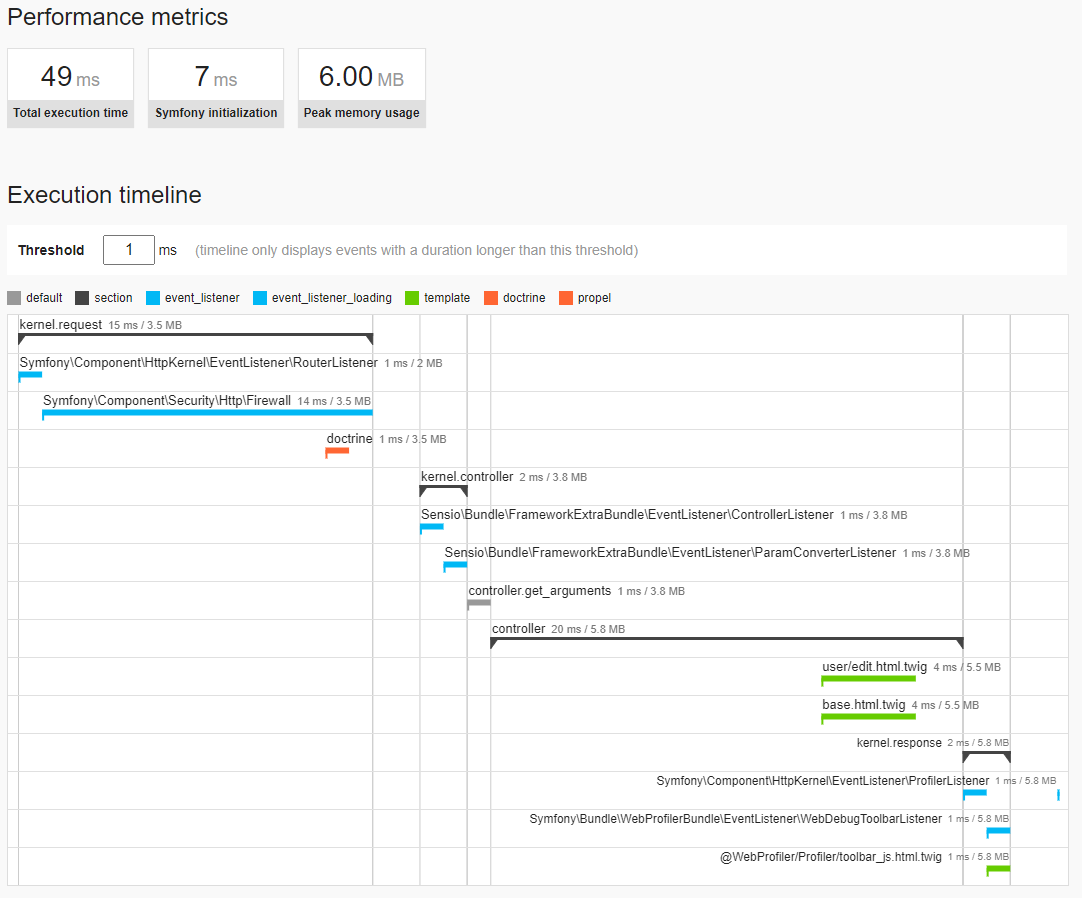 Performance metrics
49 ms
Total execution time
7 ms
Symfony initialization
6.00 MB
Peak memory usage
Execution timeline
Threshold 1 ms (timeline only displays events with a duration longer than this threshold)
default section event_listener event_listener_loading template doctrine propel
kernel.request 15 ms / 3.5 MB
Symfony\Component\HttpKernel\EventListener\RouterListener 1 ms / 2 MB
Symfony\Component\Security\Http\Firewall 14 ms / 3.5 MB
doctrine 1 ms / 3.5 MB
kernel.controller 2 ms / 3.8 MB
Sensio\Bundle\FrameworkExtraBundle\EventListener\ControllerListener 1 ms / 3.8 MB
Sensio\Bundle\FrameworkExtraBundle\EventListener\ParamConverterListener 1 ms / 3.8 MB
controller.get_arguments 1 ms / 3.8 MB
controller 20 ms / 5.8 MB
user/edit.html.twig 4 ms / 5.5 MB
base.html.twig 4 ms / 5.5 MB
kernel.response 2 ms / 5.8 MB
Symfony\Component\HttpKernel\EventListener\ProfilerListener 1 ms / 5.8 MB
Symfony\Bundle\WebProfilerBundle\EventListener\WebDebugToolbarListener 1 ms / 5.8 MB
@WebProfiler/Profiler/toolbar_js.html.twig 1 ms / 5.8 MB